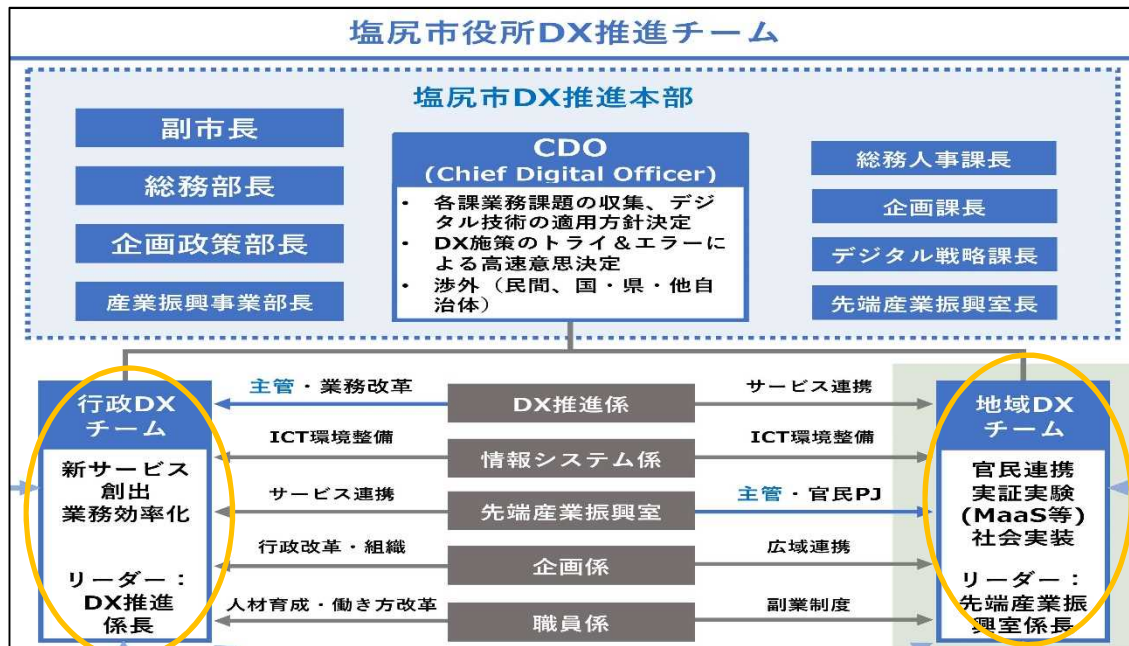 塩尻市役所DX推進チーム
塩尻市DX推進本部
副市長
総務部長
企画政策部長
産業振興事業部長
CDO
(Chief Digital Officer)
• 各課業務課題の収集、デジ
タル技術の適用方針決定
• DX施策のトライ＆エラーに
よる高速意思決定
• 渉外（民間、国・県・他自
治体）
総務人事課長
企画課長
デジタル戦略課長
先端産業振興室長
行政DX
チーム
新サービス
創出
業務効率化
リーダー：
DX推進
係長
主管・業務改革
DX推進係
サービス連携
ICT環境整備
情報システム係
ICT環境整備
サービス連携
先端産業振興室
主管・官民PJ
行政改革・組織
企画係
広域連携
人材育成・働き方改革
職員係
副業制度
地域DX
チーム
官民連携
実証実験
(MaaS等)
社会実装
リーダー：
先端産業振
興室係長